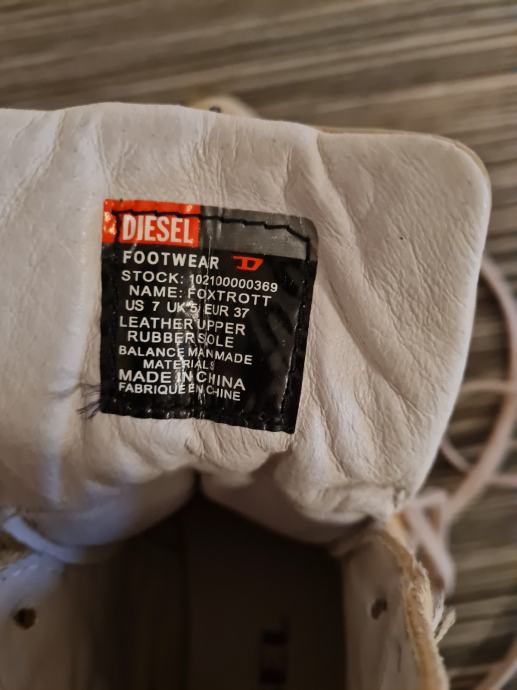 DIESEL
FOOTWEAR
STOCK: 102100000369
NAME: FOXTROTT
US 7 UK 5 EUR 37
LEATHER UPPER
RUBBER SOLE
BALANCE MANMADE
MATERIALS
MADE IN CHINA
FABRIQUE EN CHINE